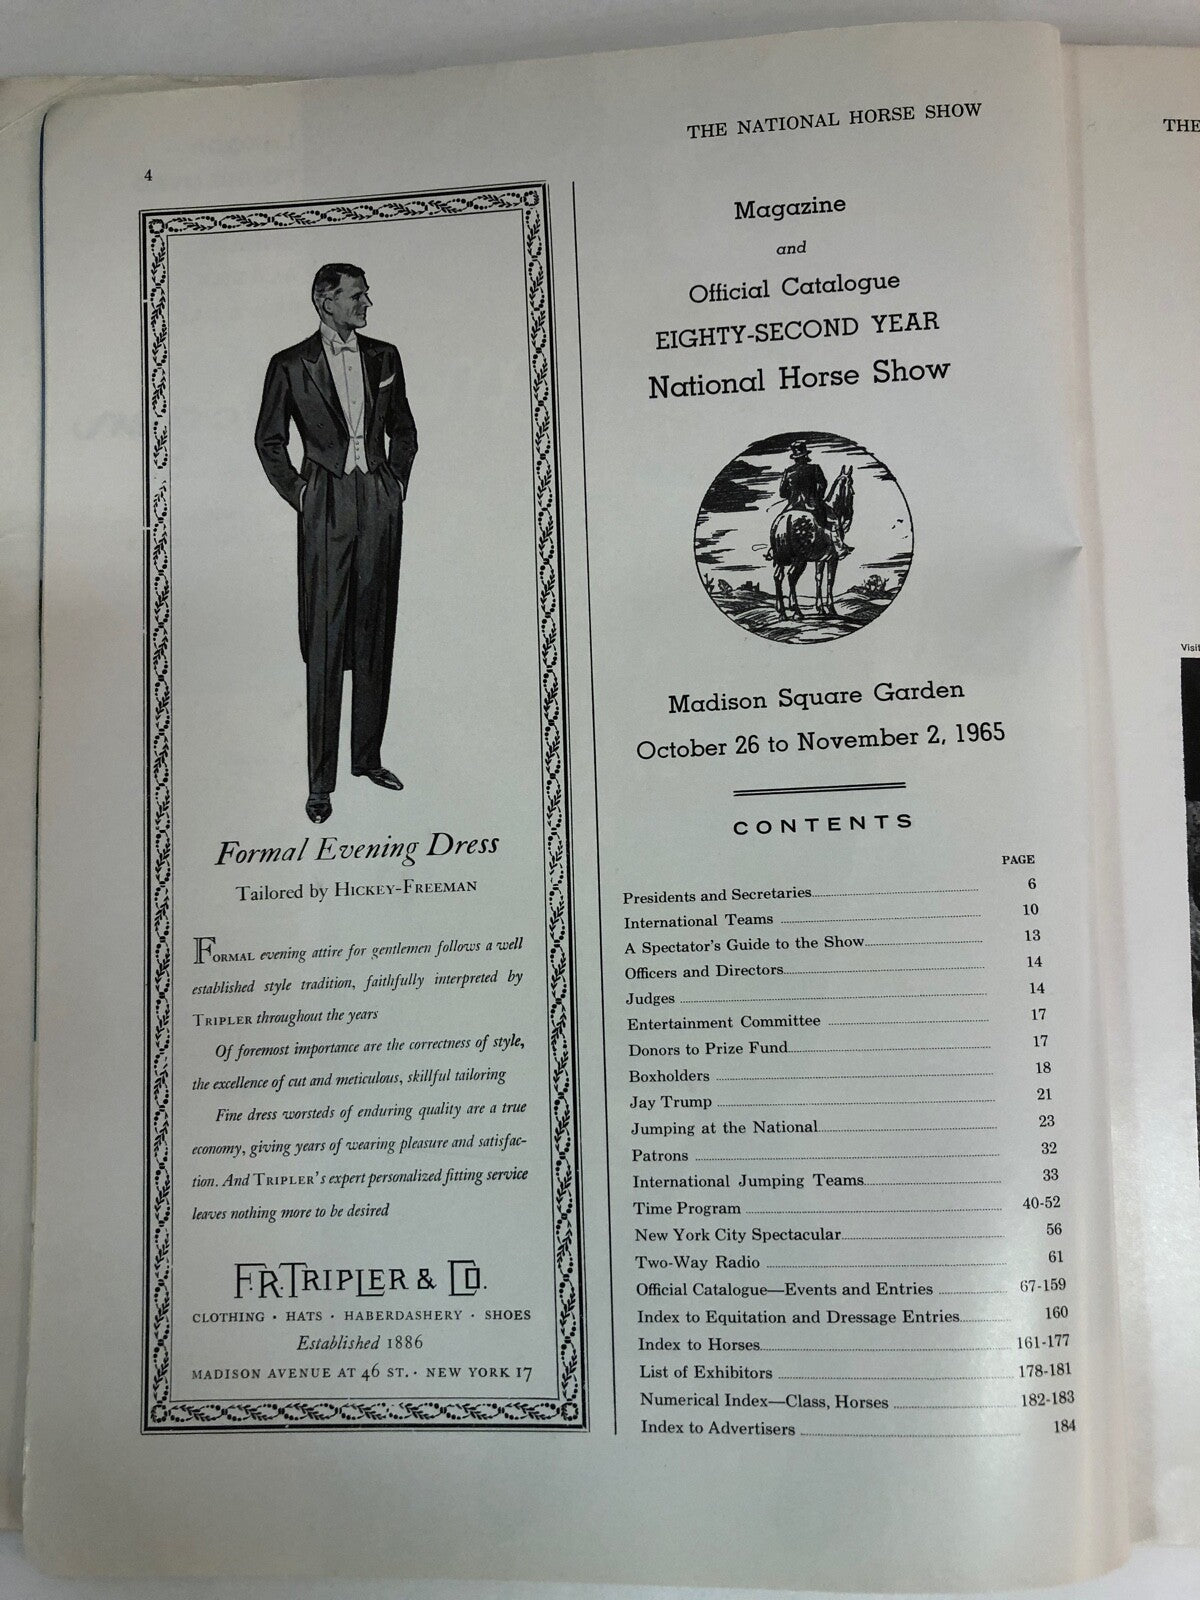 THE NATIONAL HORSE SHOW
4
Formal Evening Dress
Tailored by HICKEY-FREEMAN
FORMAL evening attire for gentlemen follows a well
established style tradition, faithfully interpreted by
TRIPLER throughout the years
Of foremost importance are the correctness of style,
the excellence of cut and meticulous, skillful tailoring
Fine dress worsteds of enduring quality are a true
economy, giving years of wearing pleasure and satisfac-
tion. And TRIPLER's expert personalized fitting service
leaves nothing more to be desired
F.R. TRIPLER & CO.
CLOTHING · HATS · HABERDASHERY · SHOES
Established 1886
MADISON AVENUE AT 46 ST. · NEW YORK 17
Magazine
and
Official Catalogue
EIGHTY-SECOND YEAR
National Horse Show
Madison Square Garden
October 26 to November 2, 1965
CONTENTS
PAGE
Presidents and Secretaries 6
International Teams 10
A Spectator's Guide to the Show 13
Officers and Directors 14
Judges 14
Entertainment Committee 17
Donors to Prize Fund 17
Boxholders 18
Jay Trump 21
Jumping at the National 23
Patrons 32
International Jumping Teams 33
Time Program 40-52
New York City Spectacular 56
Two-Way Radio 61
Official Catalogue—Events and Entries 67-159
Index to Equitation and Dressage Entries 160
Index to Horses 161-177
List of Exhibitors 178-181
Numerical Index—Class, Horses 182-183
Index to Advertisers 184
THE
Visit